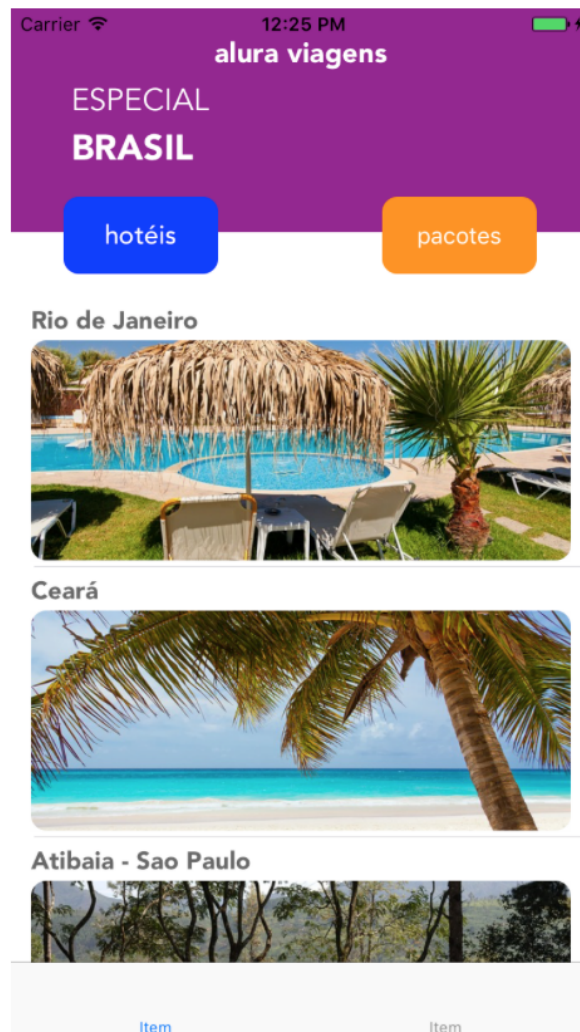 Carrier 12:25 PM
alura viagens
ESPECIAL
BRASIL
hotéis pacotes
Rio de Janeiro
Ceará
Atibaia - Sao Paulo
Item Item